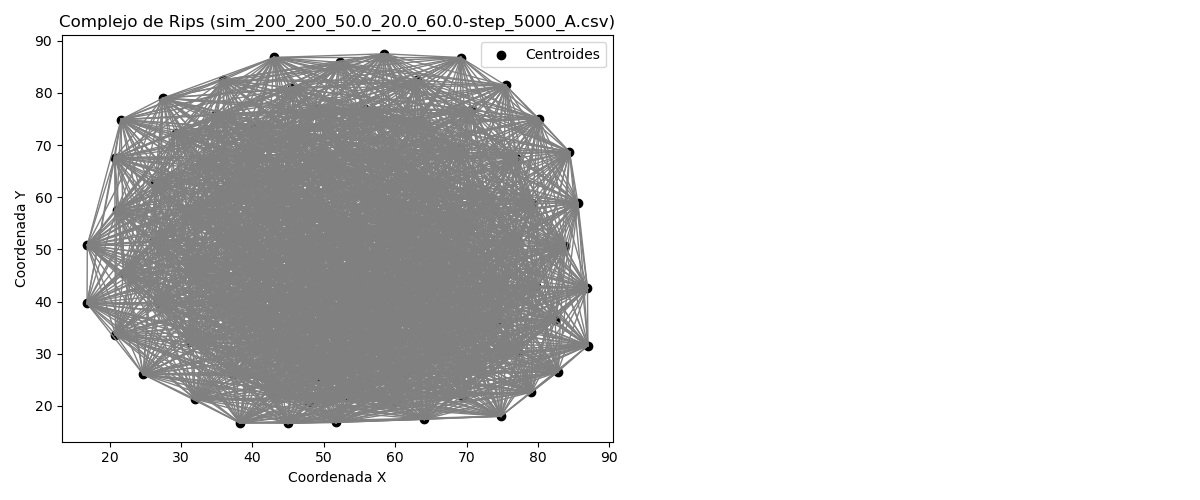 Complejo de Rips (sim_200_200_50.0_20.0_60.0-step_5000_A.csv)
Centroides
Coordenada Y
90
80
70
60
50
40
30
20
20 30 40 50 60 70 80 90
Coordenada X